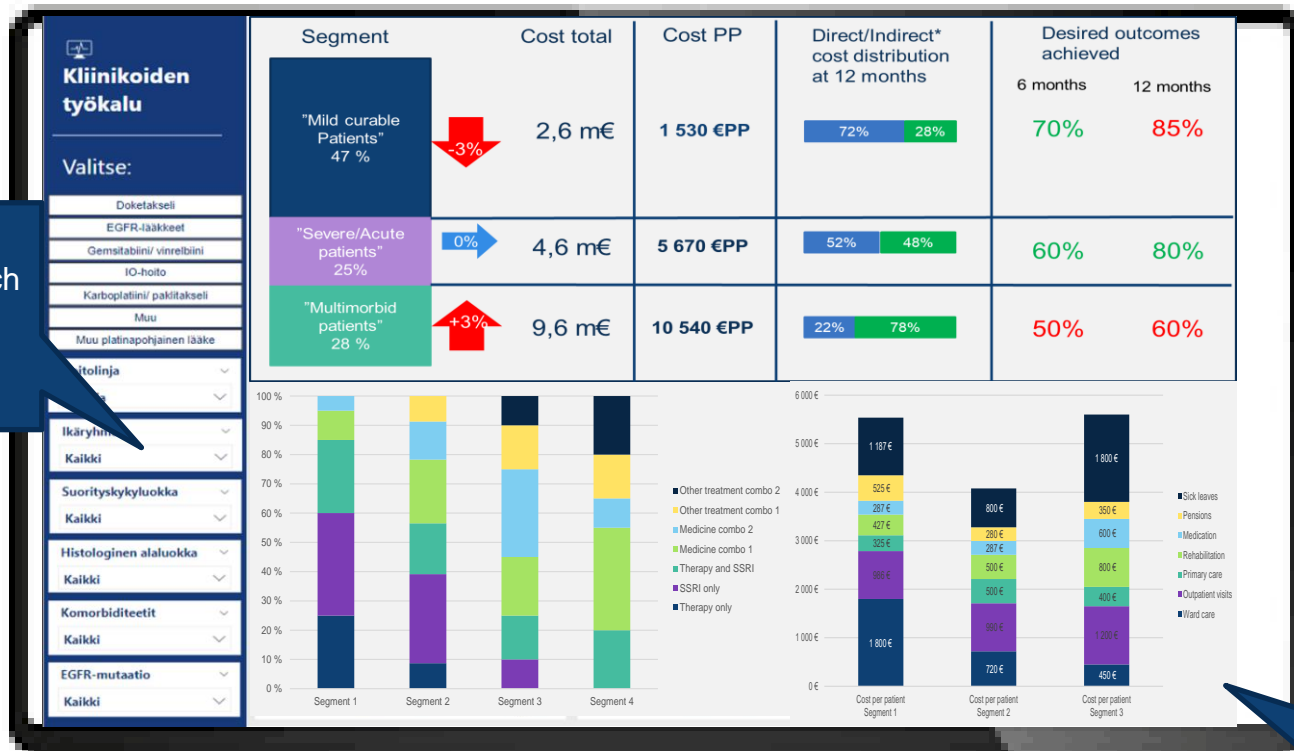 Kliinikoiden
työkalu
Valitse:
Doketakseli
EGFR-lääkkeet
Gemsitabiini/ vinrelbiini
IO-hoito
Karboplatiini/ paklitakseli
Muu
Muu platinapohjainen lääke
itolinja
Ikäryhm
Kaikki
Suorityskykyluokka
Kaikki
Histologinen alaluokka
Kaikki
Komorbiditeetit
Kaikki
EGFR-mutaatio
Kaikki
ch
Segment
Cost total
Cost PP
Direct/Indirect*
cost distribution
at 12 months
Desired outcomes
achieved
6 months
12 months
"Mild curable
Patients"
47 %
-3%
2,6 m€
1 530 €PP
72%
28%
70%
85%
"Severe/Acute
patients"
25%
0%
4,6 m€
5 670 €PP
52%
48%
60%
80%
"Multimorbid
patients"
28 %
+3%
9,6 m€
10 540 €PP
22%
78%
50%
60%
100 %
90 %
80 %
70 %
60 %
50 %
40 %
30 %
20 %
10 %
0 %
Segment 1
Segment 2
Segment 3
Segment 4
Other treatment combo 2
Other treatment combo 1
Medicine combo 2
Medicine combo 1
Therapy and SSRI
SSRI only
Therapy only
6 000 €
5 000 €
4 000 €
3 000 €
2 000 €
1 000 €
0 €
1 187 €
525 €
287 €
427 €
325 €
1 800 €
800 €
280 €
287 €
500 €
500 €
990 €
720 €
1 800 €
350 €
600 €
800 €
400 €
1 200 €
450 €
Cost per patient
Segment 1
Cost per patient
Segment 2
Cost per patient
Segment 3
Sick leaves
Pensions
Medication
Rehabilitation
Primary care
Outpatient visits
Ward care